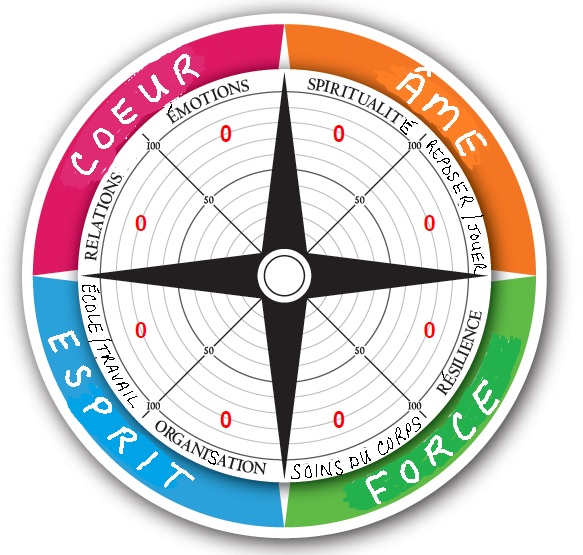 COEUR
ÂME
ÉMOTIONS
SPIRITUALITÉ / REPOSER / JOUER
0
0
100
100
RELATIONS
50
50
0
0
ÉCOLE / TRAVAIL
RÉSILIENCE
0
0
50
50
100
100
0
0
ORGANISATION
SOINS DU CORPS
ESPRIT
FORCE